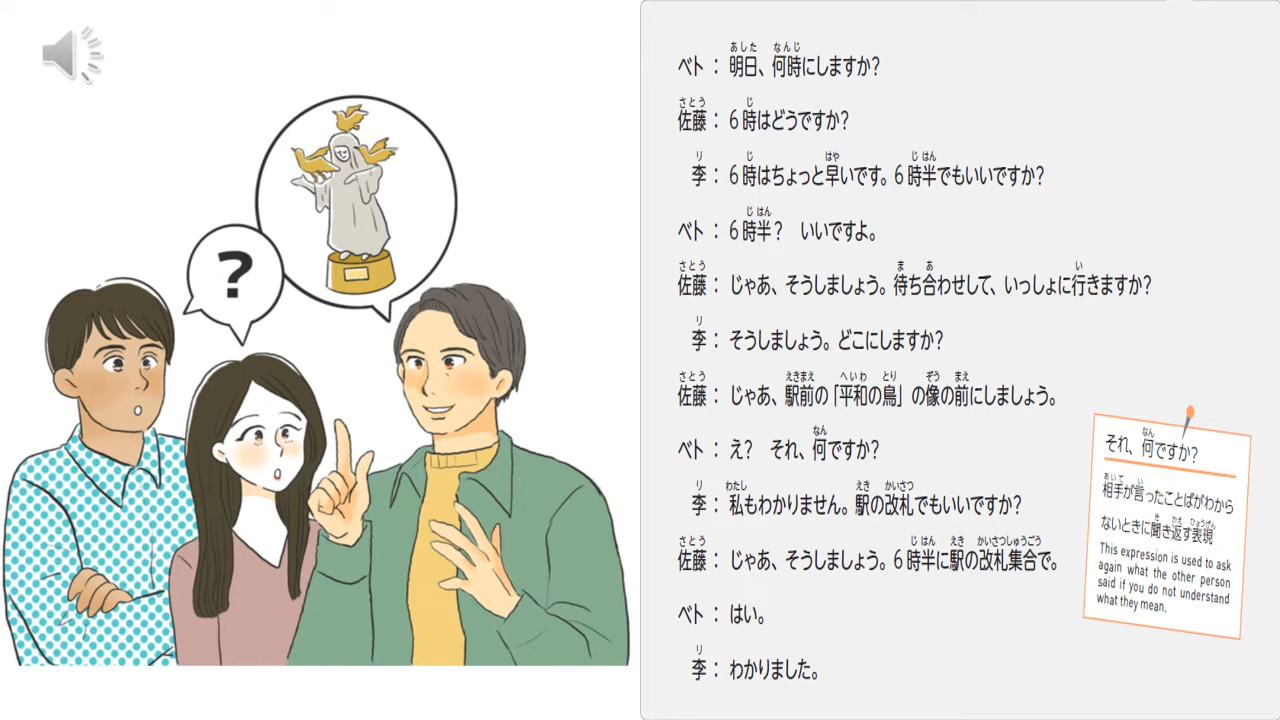 ?
ベト：明日、何時にしますか？
佐藤：６時はどうですか？
李：６時はちょっと早いです。６時半でもいいですか？
ベト：６時半？　いいですよ。
佐藤：じゃあ、そうしましょう。待ち合わせして、いっしょに行きますか？
李：そうしましょう。どこにしますか？
佐藤：じゃあ、駅前の「平和の鳥」の像の前にしましょう。
ベト：え？　それ、何ですか？
李：私もわかりません。駅の改札でもいいですか？
佐藤：じゃあ、そうしましょう。６時半に駅の改札集合で。
ベト：はい。
李：わかりました。
それ、何ですか？
相手が言ったことばがわから
ないときに聞き返す表現
This expression is used to ask
again what the other person
said if you do not understand
what they mean.